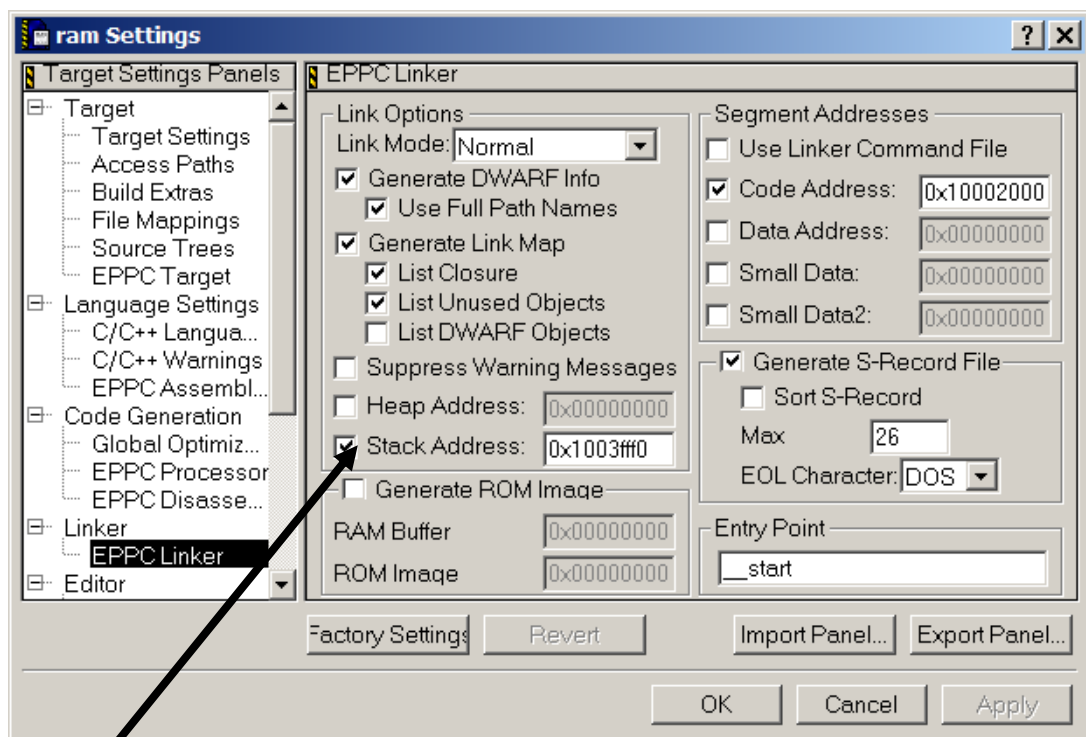 ram Settings
Target Settings Panels
Target
Target Settings
Access Paths
Build Extras
File Mappings
Source Trees
EPPC Target
Language Settings
C/C++ Langua...
C/C++ Warnings
EPPC Assembl...
Code Generation
Global Optimiz...
EPPC Processor
EPPC Disasse...
Linker
EPPC Linker
Editor
EPPC Linker
Link Options
Link Mode: Normal
Generate DWARF Info
Use Full Path Names
Generate Link Map
List Closure
List Unused Objects
List DWARF Objects
Suppress Warning Messages
Heap Address: 0x00000000
Stack Address: 0x1003fff0
Generate ROM Image
RAM Buffer 0x00000000
ROM Image 0x00000000
Segment Addresses
Use Linker Command File
Code Address: 0x10002000
Data Address: 0x00000000
Small Data: 0x00000000
Small Data2: 0x00000000
Generate S-Record File
Sort S-Record
Max 26
EOL Character: DOS
Entry Point
__start
Factory Settings Revert Import Panel... Export Panel...
OK Cancel Apply